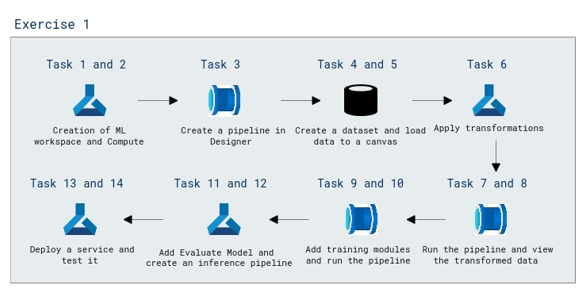 Exercise 1
Task 1 and 2
Creation of ML
workspace and Compute
Task 3
Create a pipeline in
Designer
Task 4 and 5
Create a dataset and load
data to a canvas
Task 6
Apply transformations
Task 7 and 8
Run the pipeline and view
the transformed data
Task 9 and 10
Add training modules
and run the pipeline
Task 11 and 12
Add Evaluate Model and
create an inference pipeline
Task 13 and 14
Deploy a service and
test it